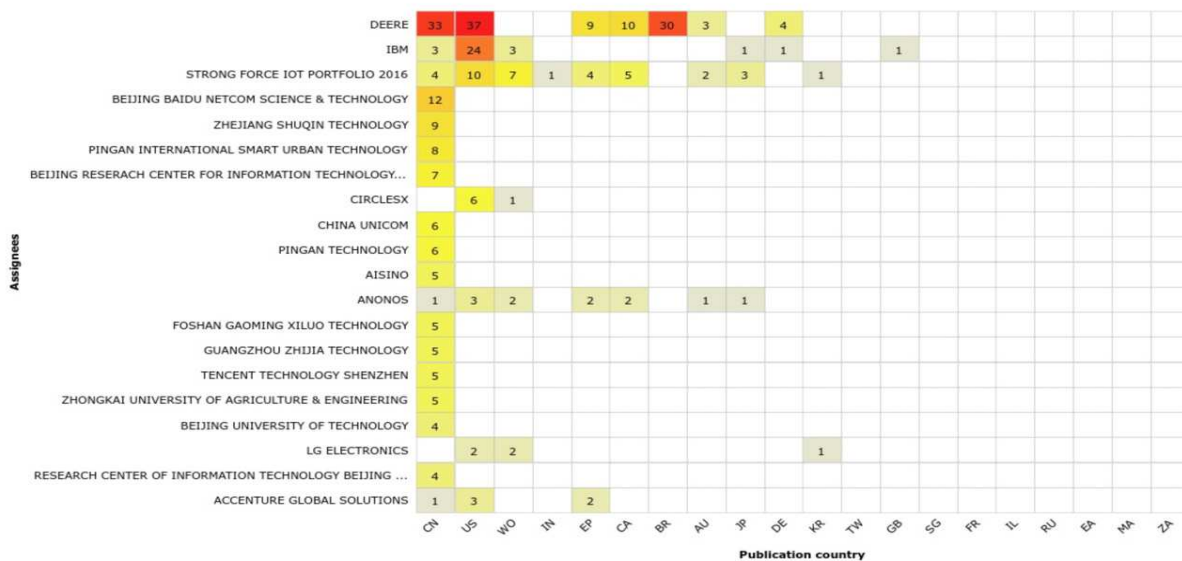 DEERE 33 37 9 10 30 3 4
IBM 3 24 3 1 1 1
STRONG FORCE IOT PORTFOLIO 2016 4 10 7 1 4 5 2 3 1
BEIJING BAIDU NETCOM SCIENCE & TECHNOLOGY 12
ZHEJIANG SHUQIN TECHNOLOGY 9
PINGAN INTERNATIONAL SMART URBAN TECHNOLOGY 8
BEIJING RESERACH CENTER FOR INFORMATION TECHNOLOGY... 7
CIRCLESX 6 1
CHINA UNICOM 6
PINGAN TECHNOLOGY 6
AISINO 5
ANONOS 1 3 2 2 2 1 1
FOSHAN GAOMING XILUO TECHNOLOGY 5
GUANGZHOU ZHIJIA TECHNOLOGY 5
TENCENT TECHNOLOGY SHENZHEN 5
ZHONGKAI UNIVERSITY OF AGRICULTURE & ENGINEERING 5
BEIJING UNIVERSITY OF TECHNOLOGY 4
LG ELECTRONICS 2 2 1
RESEARCH CENTER OF INFORMATION TECHNOLOGY BEIJING ... 4
ACCENTURE GLOBAL SOLUTIONS 1 3 2
Assignees
CN US WO IN EP CA BR AU JP DE KR TW GB SG FR IL RU EA MA ZA
Publication country